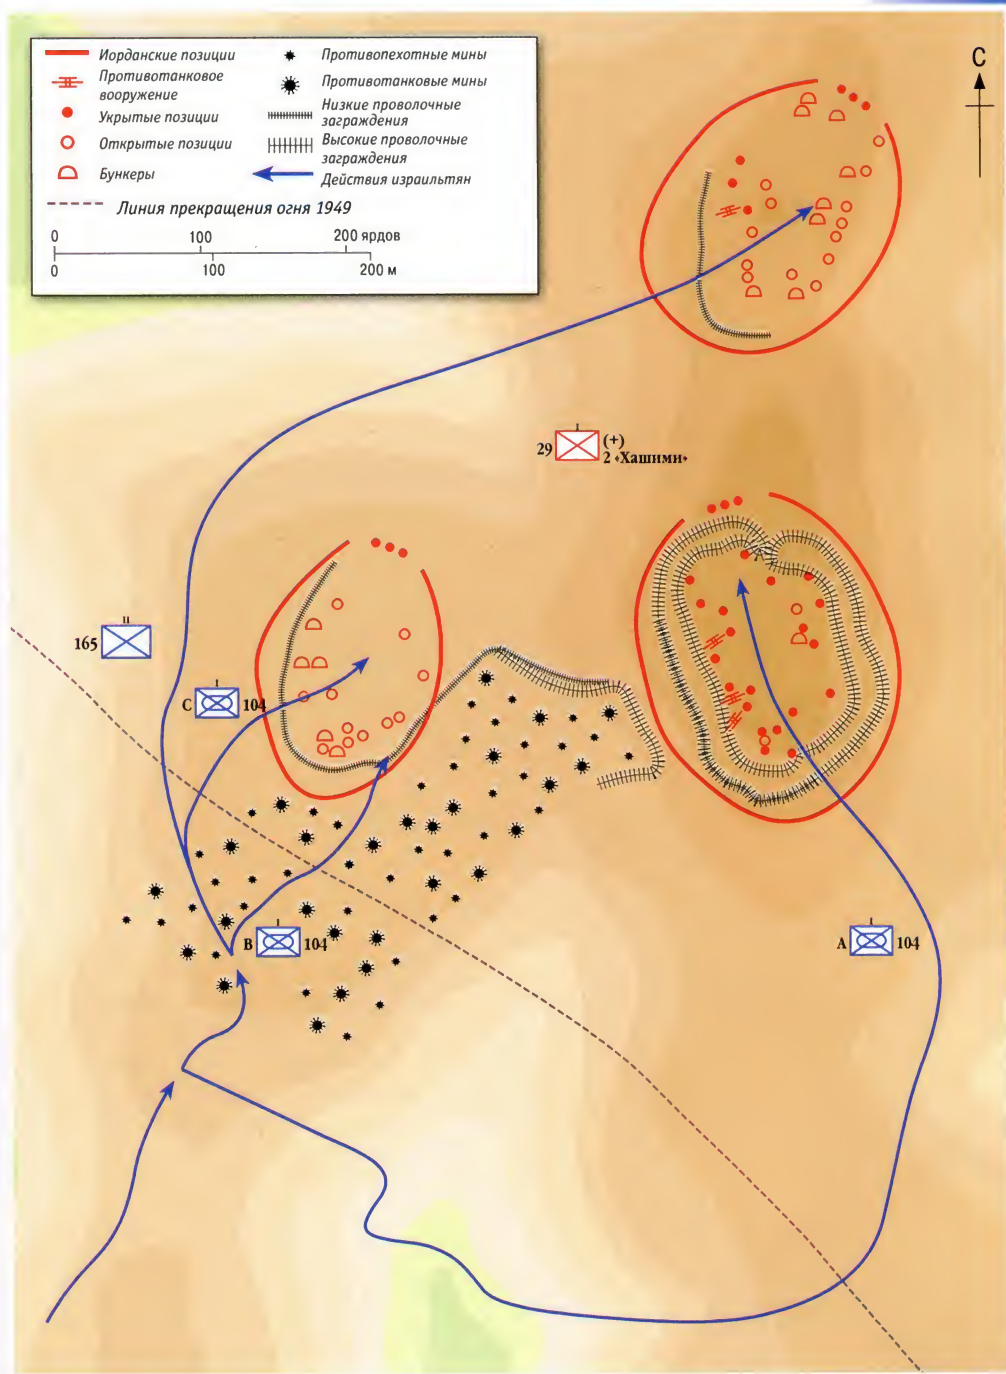 Иорданские позиции
Противотанковое
вооружение
Укрытые позиции
Открытые позиции
Бункеры
Линия прекращения огня 1949
Противопехотные мины
Противотанковые мины
Низкие проволочные
заграждения
Высокие проволочные
заграждения
Действия израильтян
0 100 200 ярдов
0 100 200 м
С
29 (+)
2 «Хашими»
165
С 104
В 104
А 104